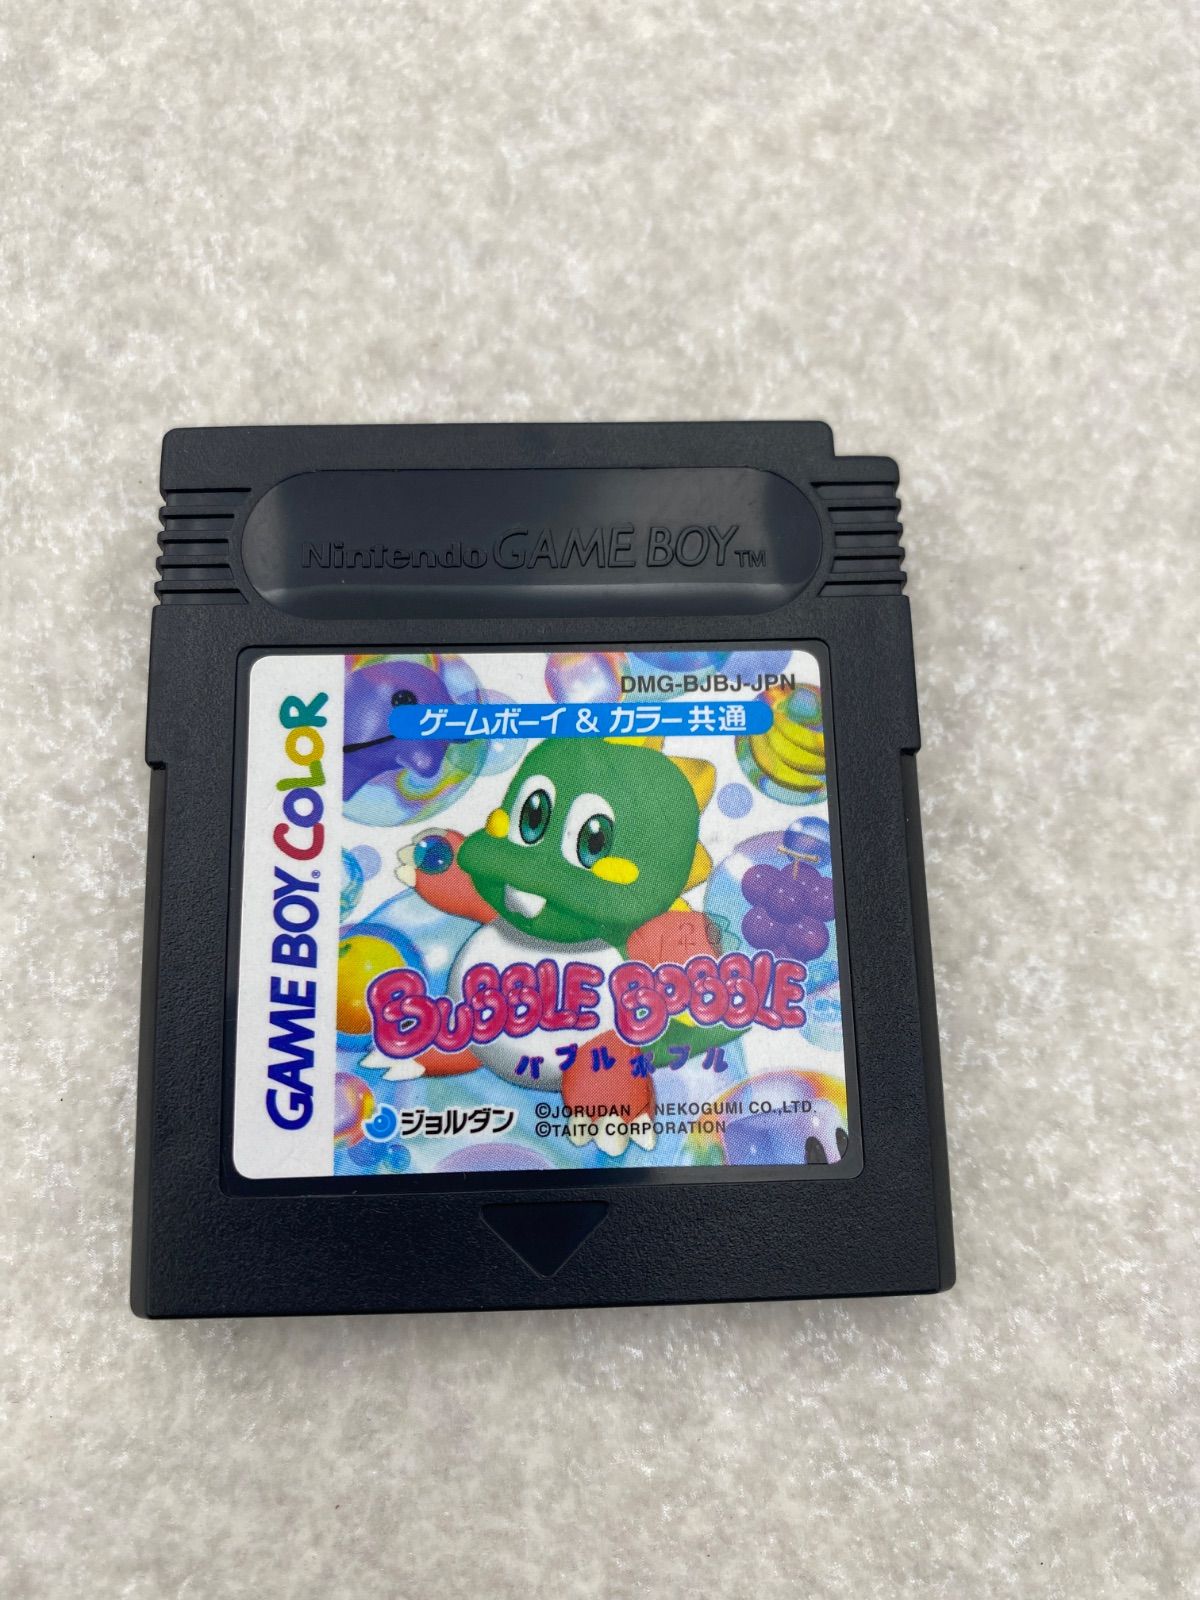 Nintendo GAME BOY™
DMG-BJBJ-JPN
ゲームボーイ & カラー共通
GAME BOY® COLOR
BUBBLE BOBBLE
バブルボブル
ジョルダン
©JORUDAN / NEKOGUMI CO.,LTD.
©TAITO CORPORATION